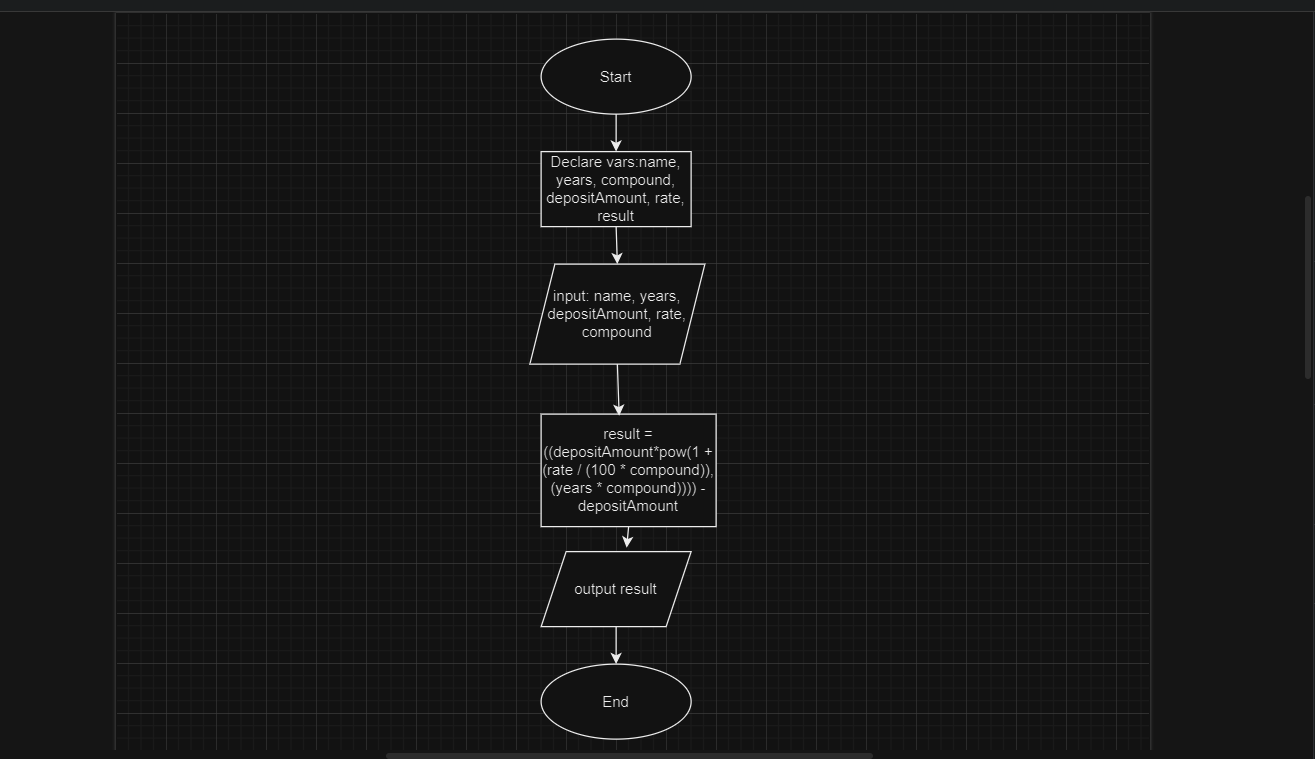 Start
Declare vars:name,
years, compound,
depositAmount, rate,
result
input: name, years,
depositAmount, rate,
compound
result =
((depositAmount*pow(1 +
(rate / (100 * compound)),
(years * compound)))) -
depositAmount
output result
End